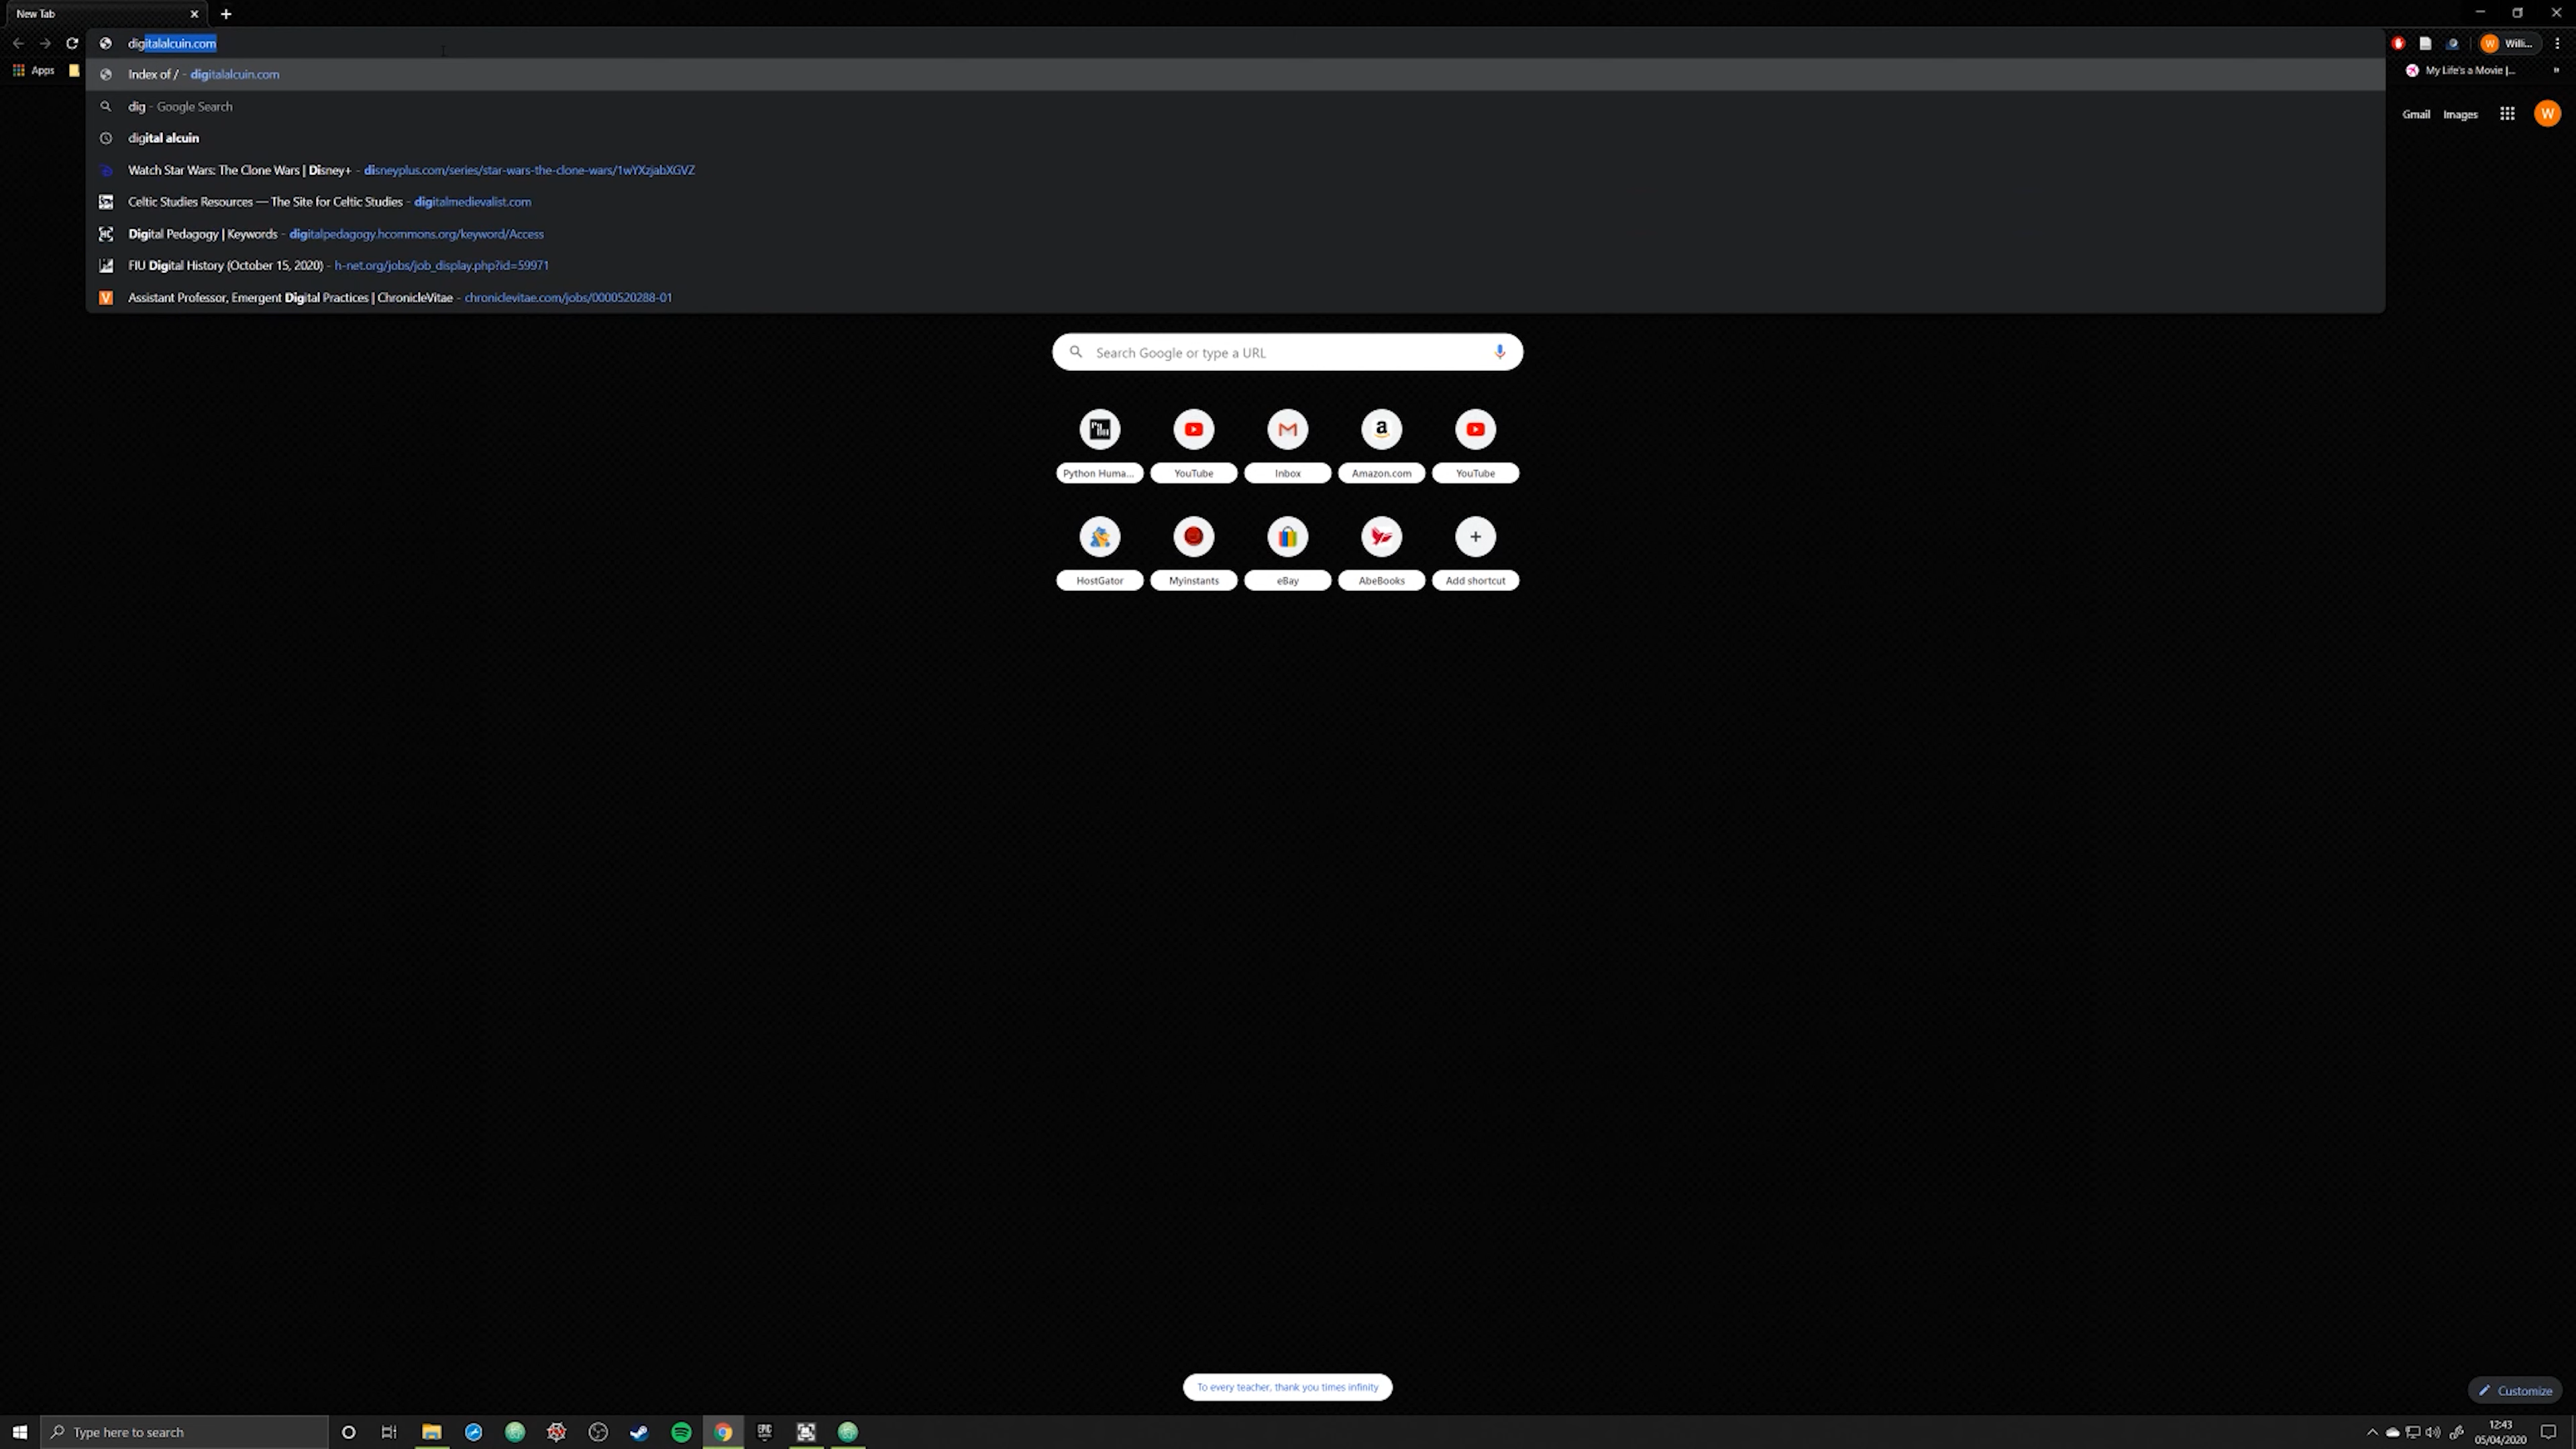 New Tab
digitalalcuin.com
Willi...
Apps
My Life's a Movie |...
Index of / - digitalalcuin.com
dig - Google Search
digital alcuin
Watch Star Wars: The Clone Wars | Disney+ - disneyplus.com/series/star-wars-the-clone-wars/1wYXzjabXGVZ
Celtic Studies Resources — The Site for Celtic Studies - digitalmedievalist.com
Digital Pedagogy | Keywords - digitalpedagogy.hcommons.org/keyword/Access
FIU Digital History (October 15, 2020) - h-net.org/jobs/job_display.php?id=59971
Assistant Professor, Emergent Digital Practices | ChronicleVitae - chroniclevitae.com/jobs/0000520288-01
Gmail Images W
Search Google or type a URL
Python Huma... YouTube Inbox Amazon.com YouTube
HostGator Myinstants eBay AbeBooks Add shortcut
To every teacher, thank you times infinity
Customize
Type here to search
12:43
05/04/2020